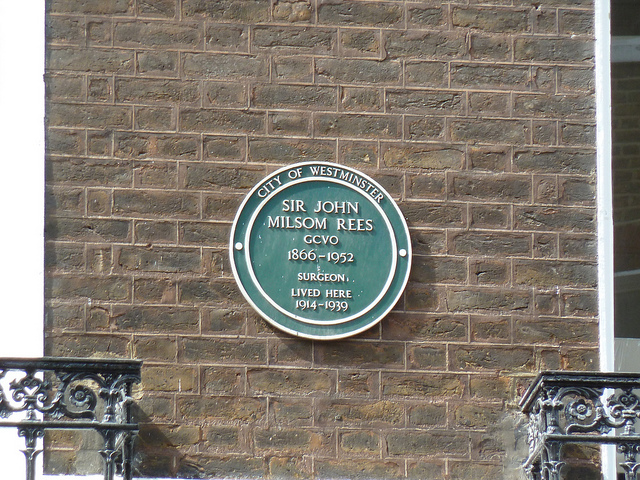 CITY OF WESTMINSTER
SIR JOHN
MILSOM REES
GCVO
1866-1952
SURGEON
LIVED HERE
1914-1939